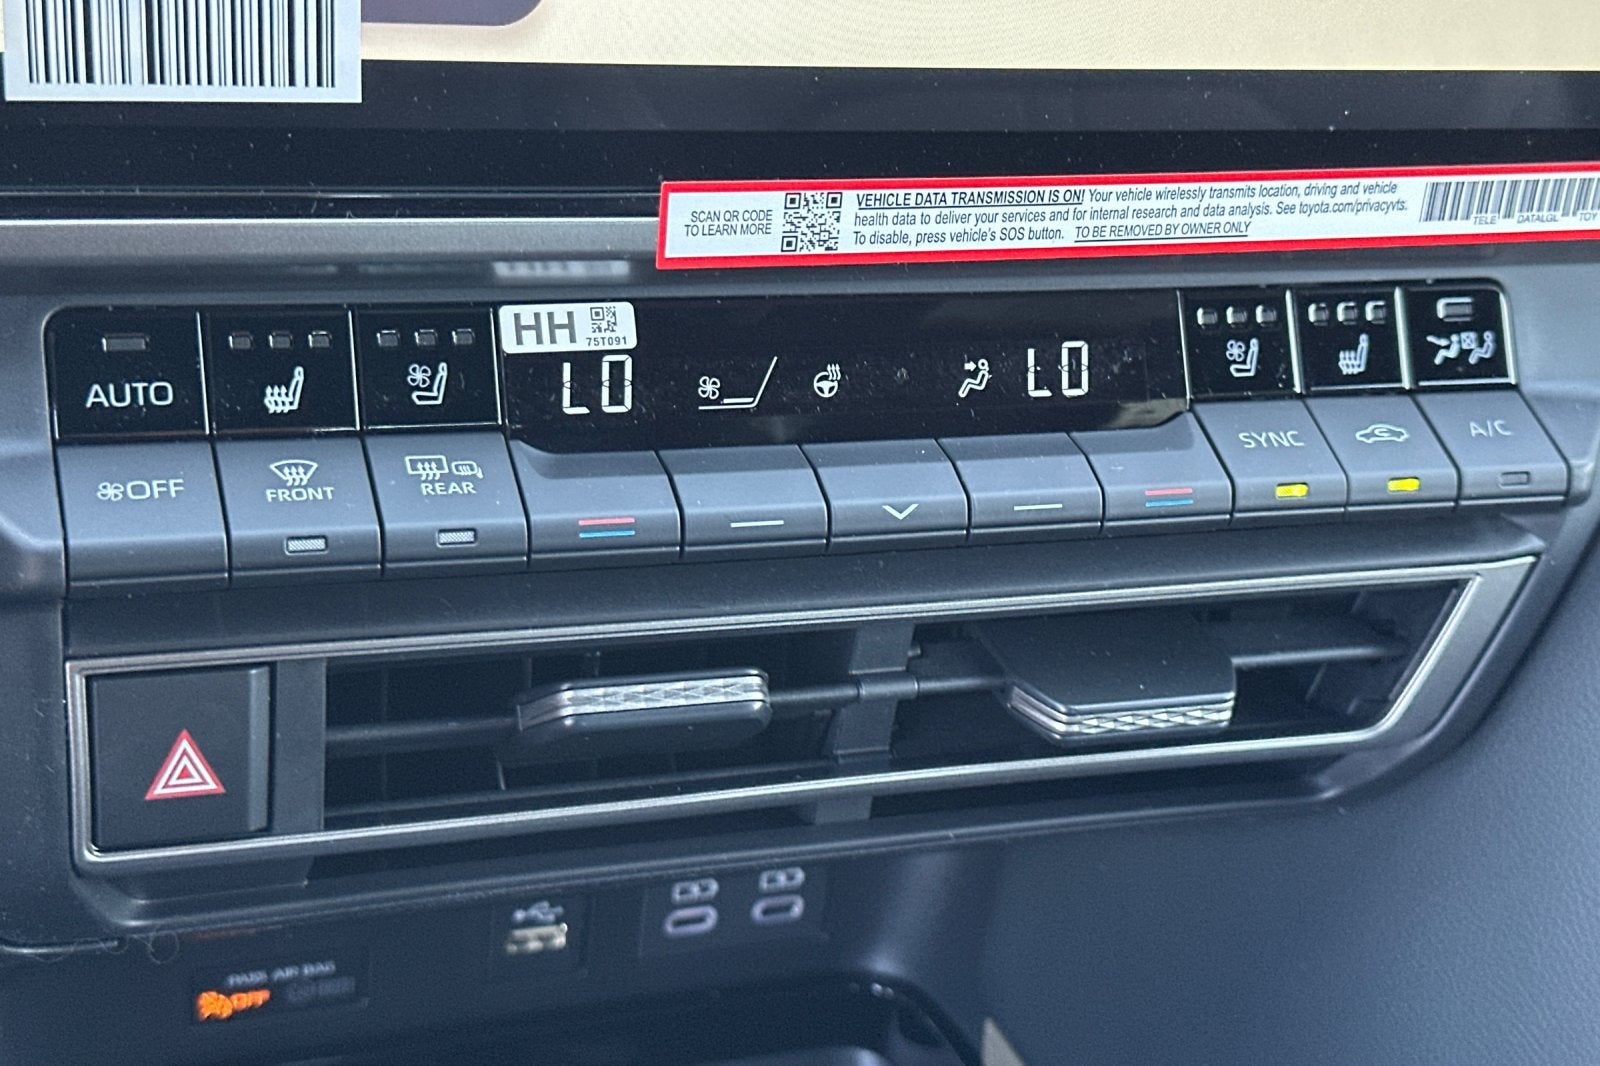 SCAN QR CODE
TO LEARN MORE
VEHICLE DATA TRANSMISSION IS ON! Your vehicle wirelessly transmits location, driving and vehicle
health data to deliver your services and for internal research and data analysis. See toyota.com/privacyvts.
To disable, press vehicle's SOS button. TO BE REMOVED BY OWNER ONLY
TELE DATALGL TOY
HH
75T091
AUTO
LO
LO
OFF
FRONT
REAR
SYNC
A/C
PASS AIR BAG
OFF